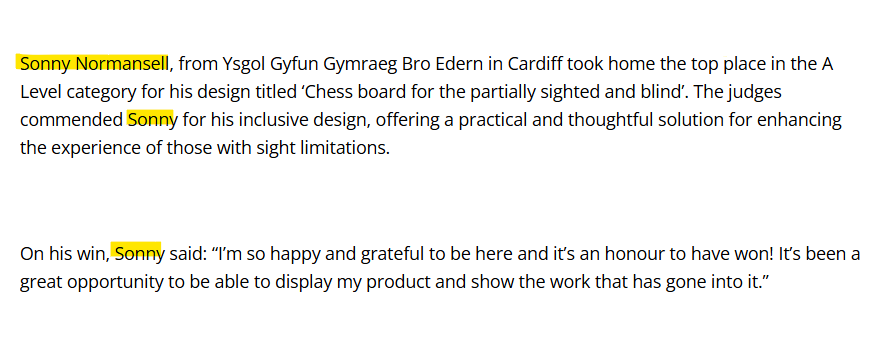 Sonny Normansell, from Ysgol Gyfun Gymraeg Bro Edern in Cardiff took home the top place in the A
Level category for his design titled ‘Chess board for the partially sighted and blind’. The judges
commended Sonny for his inclusive design, offering a practical and thoughtful solution for enhancing
the experience of those with sight limitations.
On his win, Sonny said: “I’m so happy and grateful to be here and it’s an honour to have won! It’s been a
great opportunity to be able to display my product and show the work that has gone into it.”